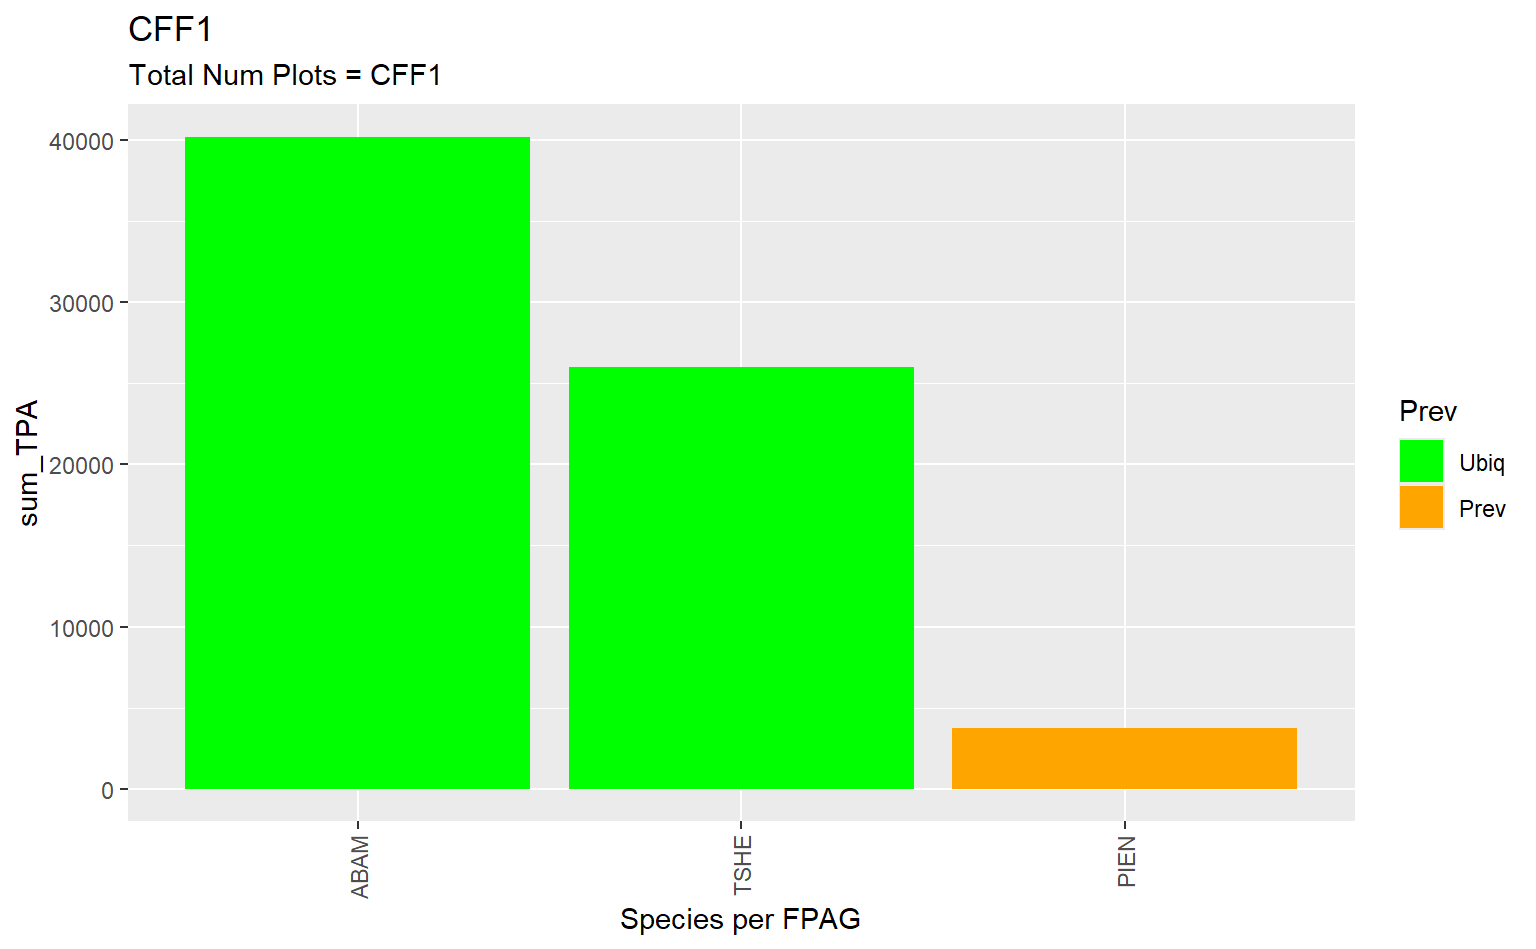 CFF1
Total Num Plots = CFF1
sum_TPA
40000
30000
20000
10000
0
ABAM
TSHE
PIEN
Species per FPAG
Prev
Ubiq
Prev